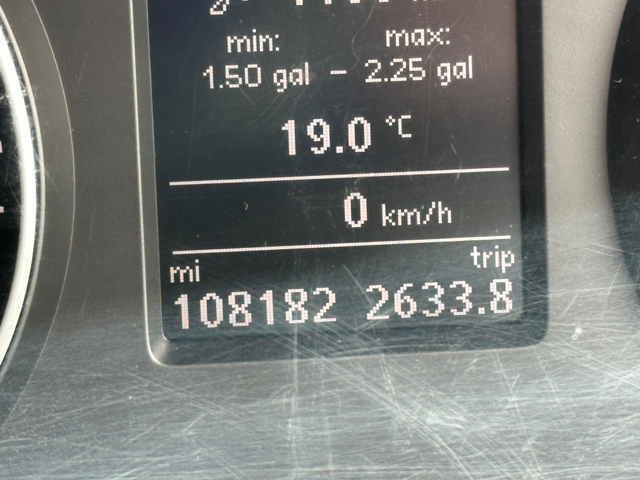 min: max:
1.50 gal - 2.25 gal
19.0 °C
0 km/h
mi trip
108182 2633.8